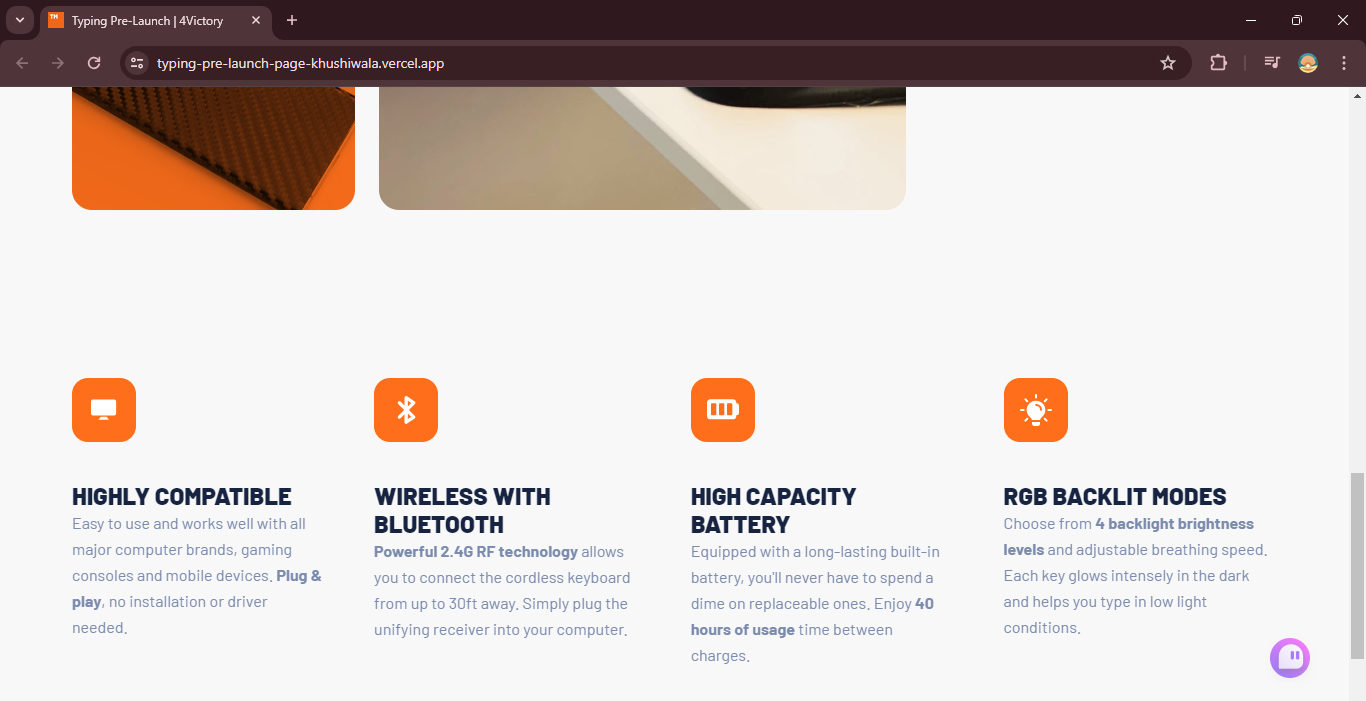 Typing Pre-Launch | 4Victory
typing-pre-launch-page-khushiwala.vercel.app
HIGHLY COMPATIBLE
Easy to use and works well with all
major computer brands, gaming
consoles and mobile devices. Plug &
play, no installation or driver
needed.
WIRELESS WITH
BLUETOOTH
Powerful 2.4G RF technology allows
you to connect the cordless keyboard
from up to 30ft away. Simply plug the
unifying receiver into your computer.
HIGH CAPACITY
BATTERY
Equipped with a long-lasting built-in
battery, you'll never have to spend a
dime on replaceable ones. Enjoy 40
hours of usage time between
charges.
RGB BACKLIT MODES
Choose from 4 backlight brightness
levels and adjustable breathing speed.
Each key glows intensely in the dark
and helps you type in low light
conditions.